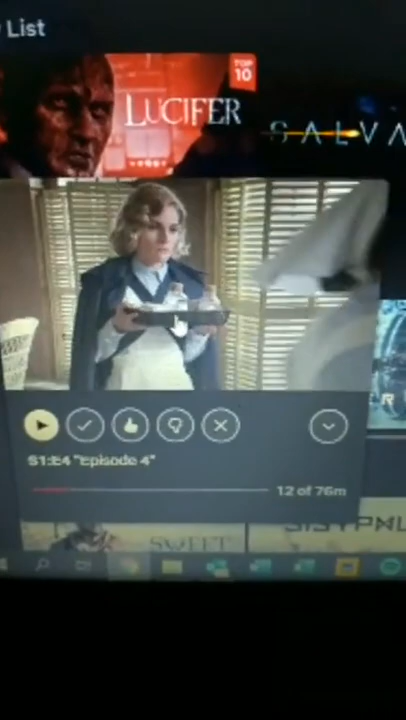 List
TOP
10
LUCIFER
SALVA
S1:E4 "Episode 4"
12 of 76m
SWEET